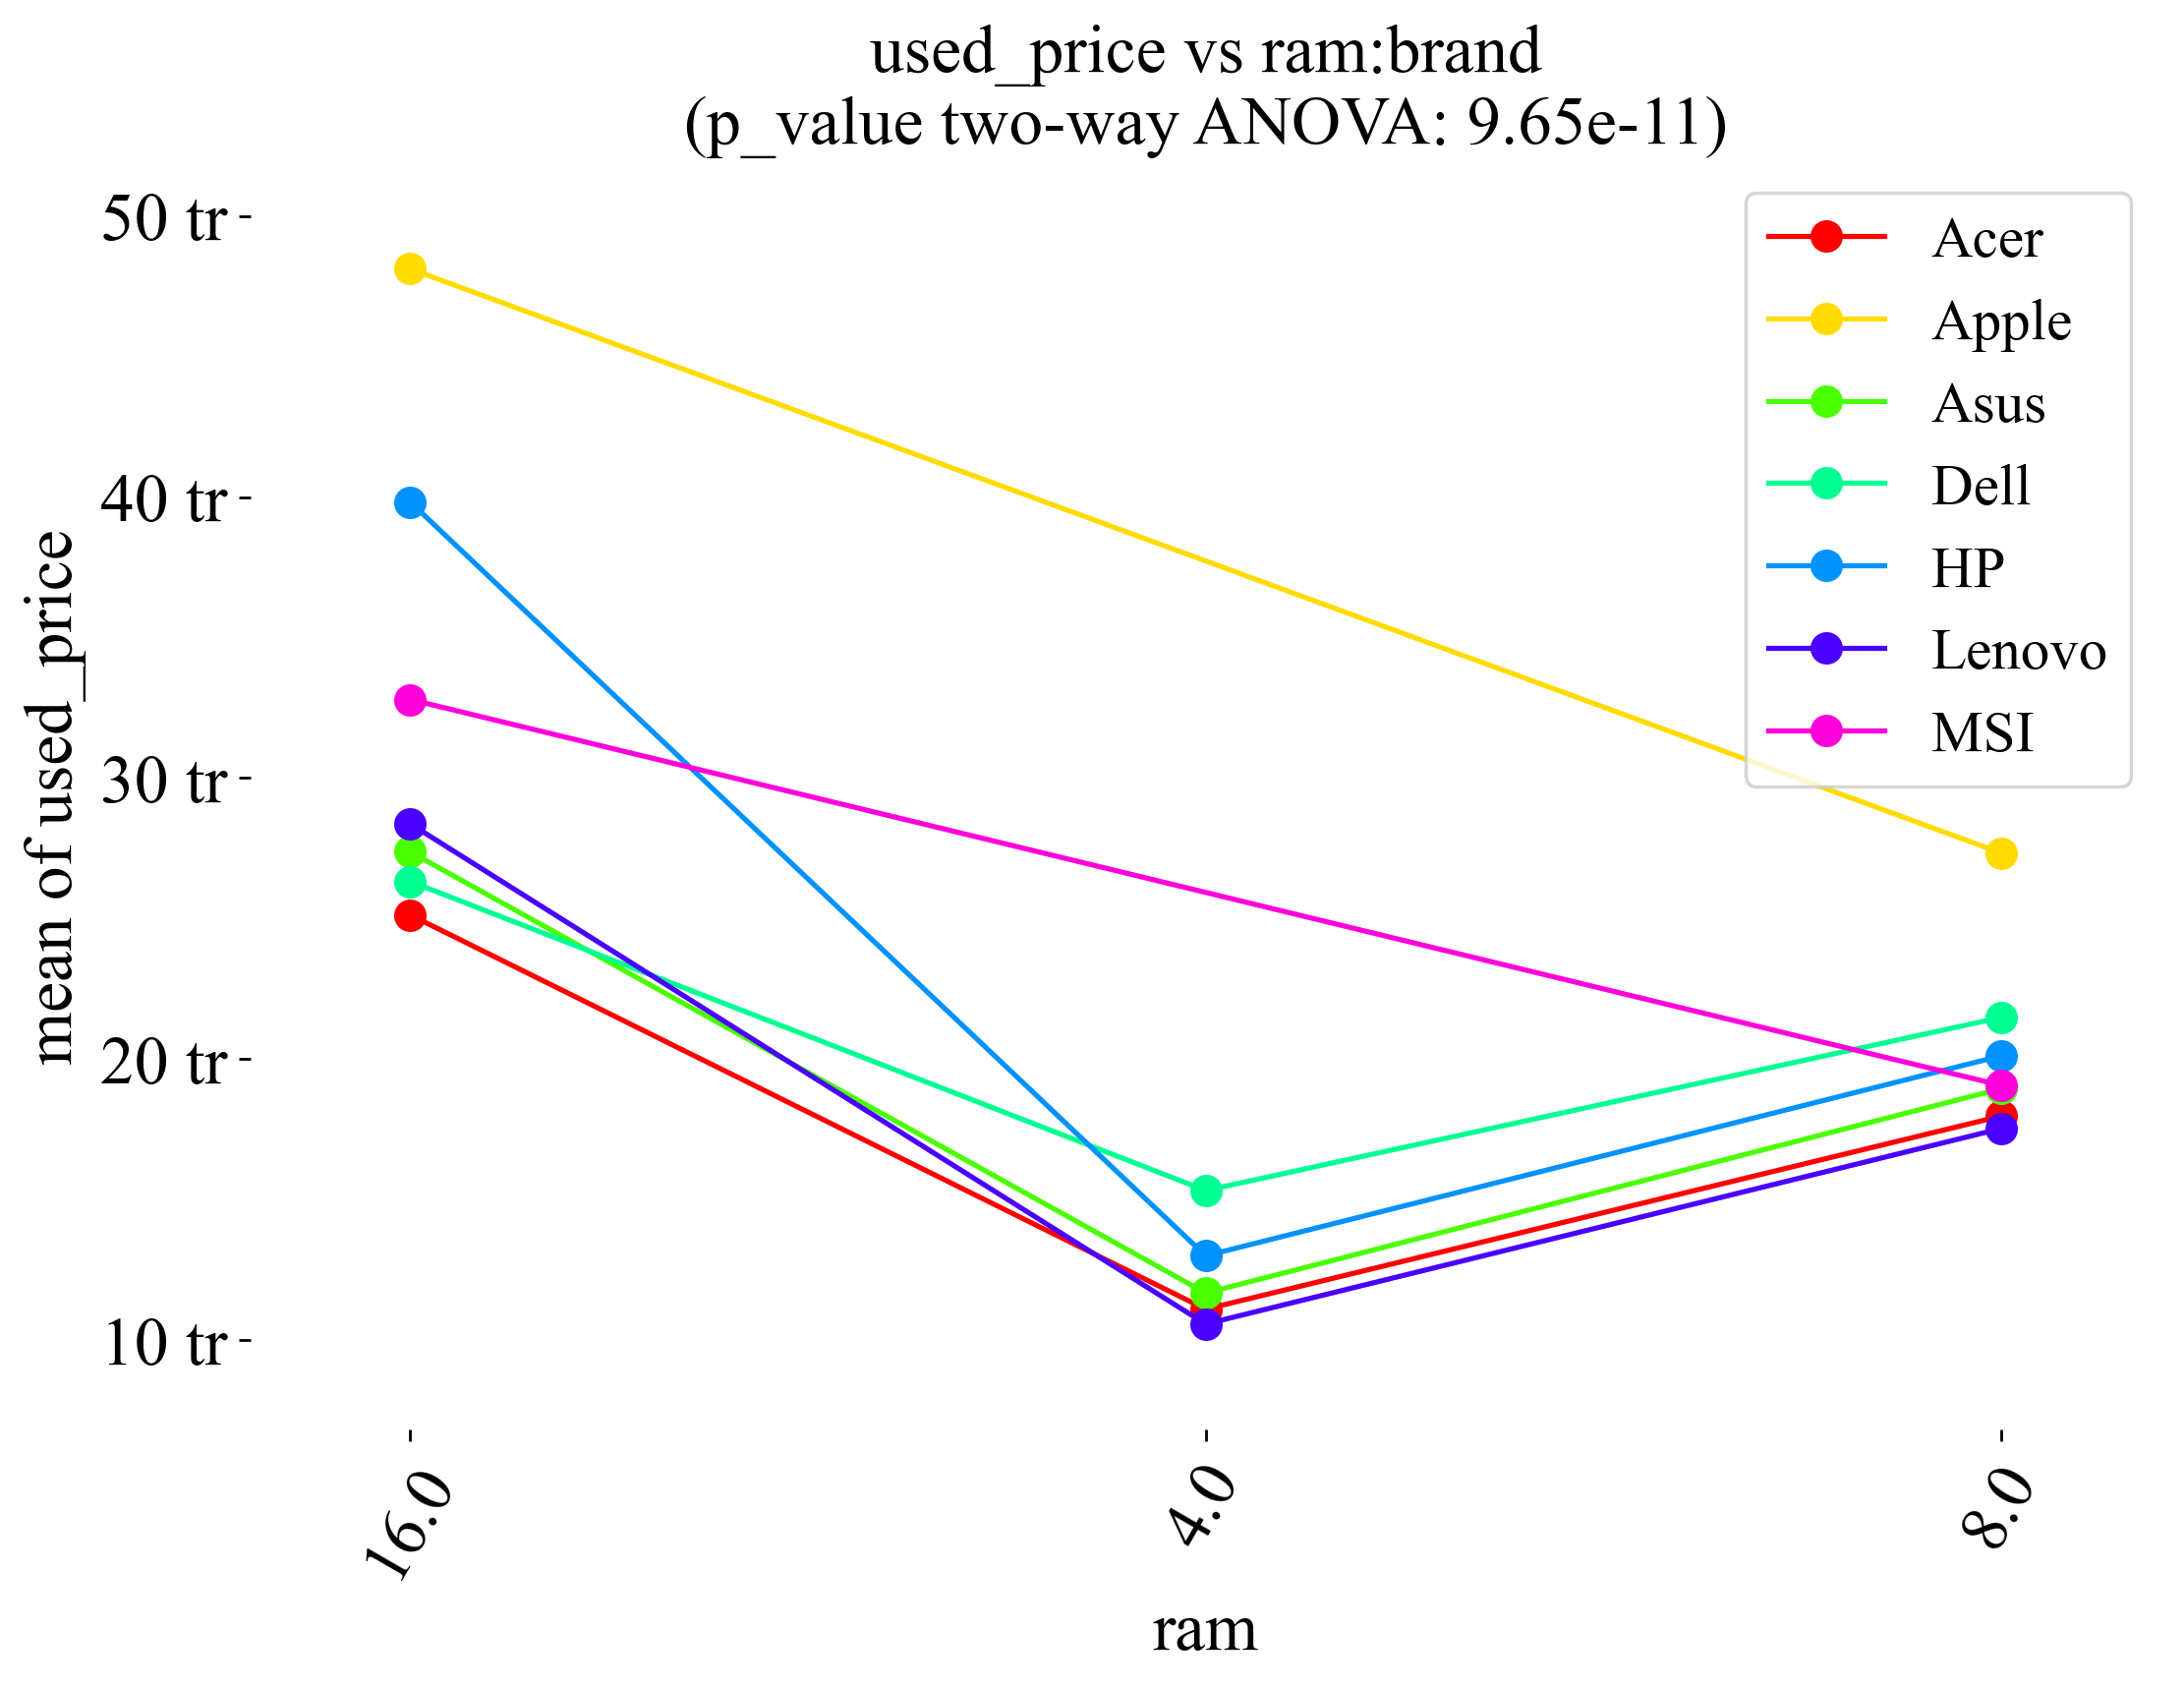 used_price vs ram:brand
(p_value two-way ANOVA: 9.65e-11)
50 tr
40 tr
30 tr
20 tr
10 tr
mean of used_price
Acer
Apple
Asus
Dell
HP
Lenovo
MSI
16.0
4.0
8.0
ram